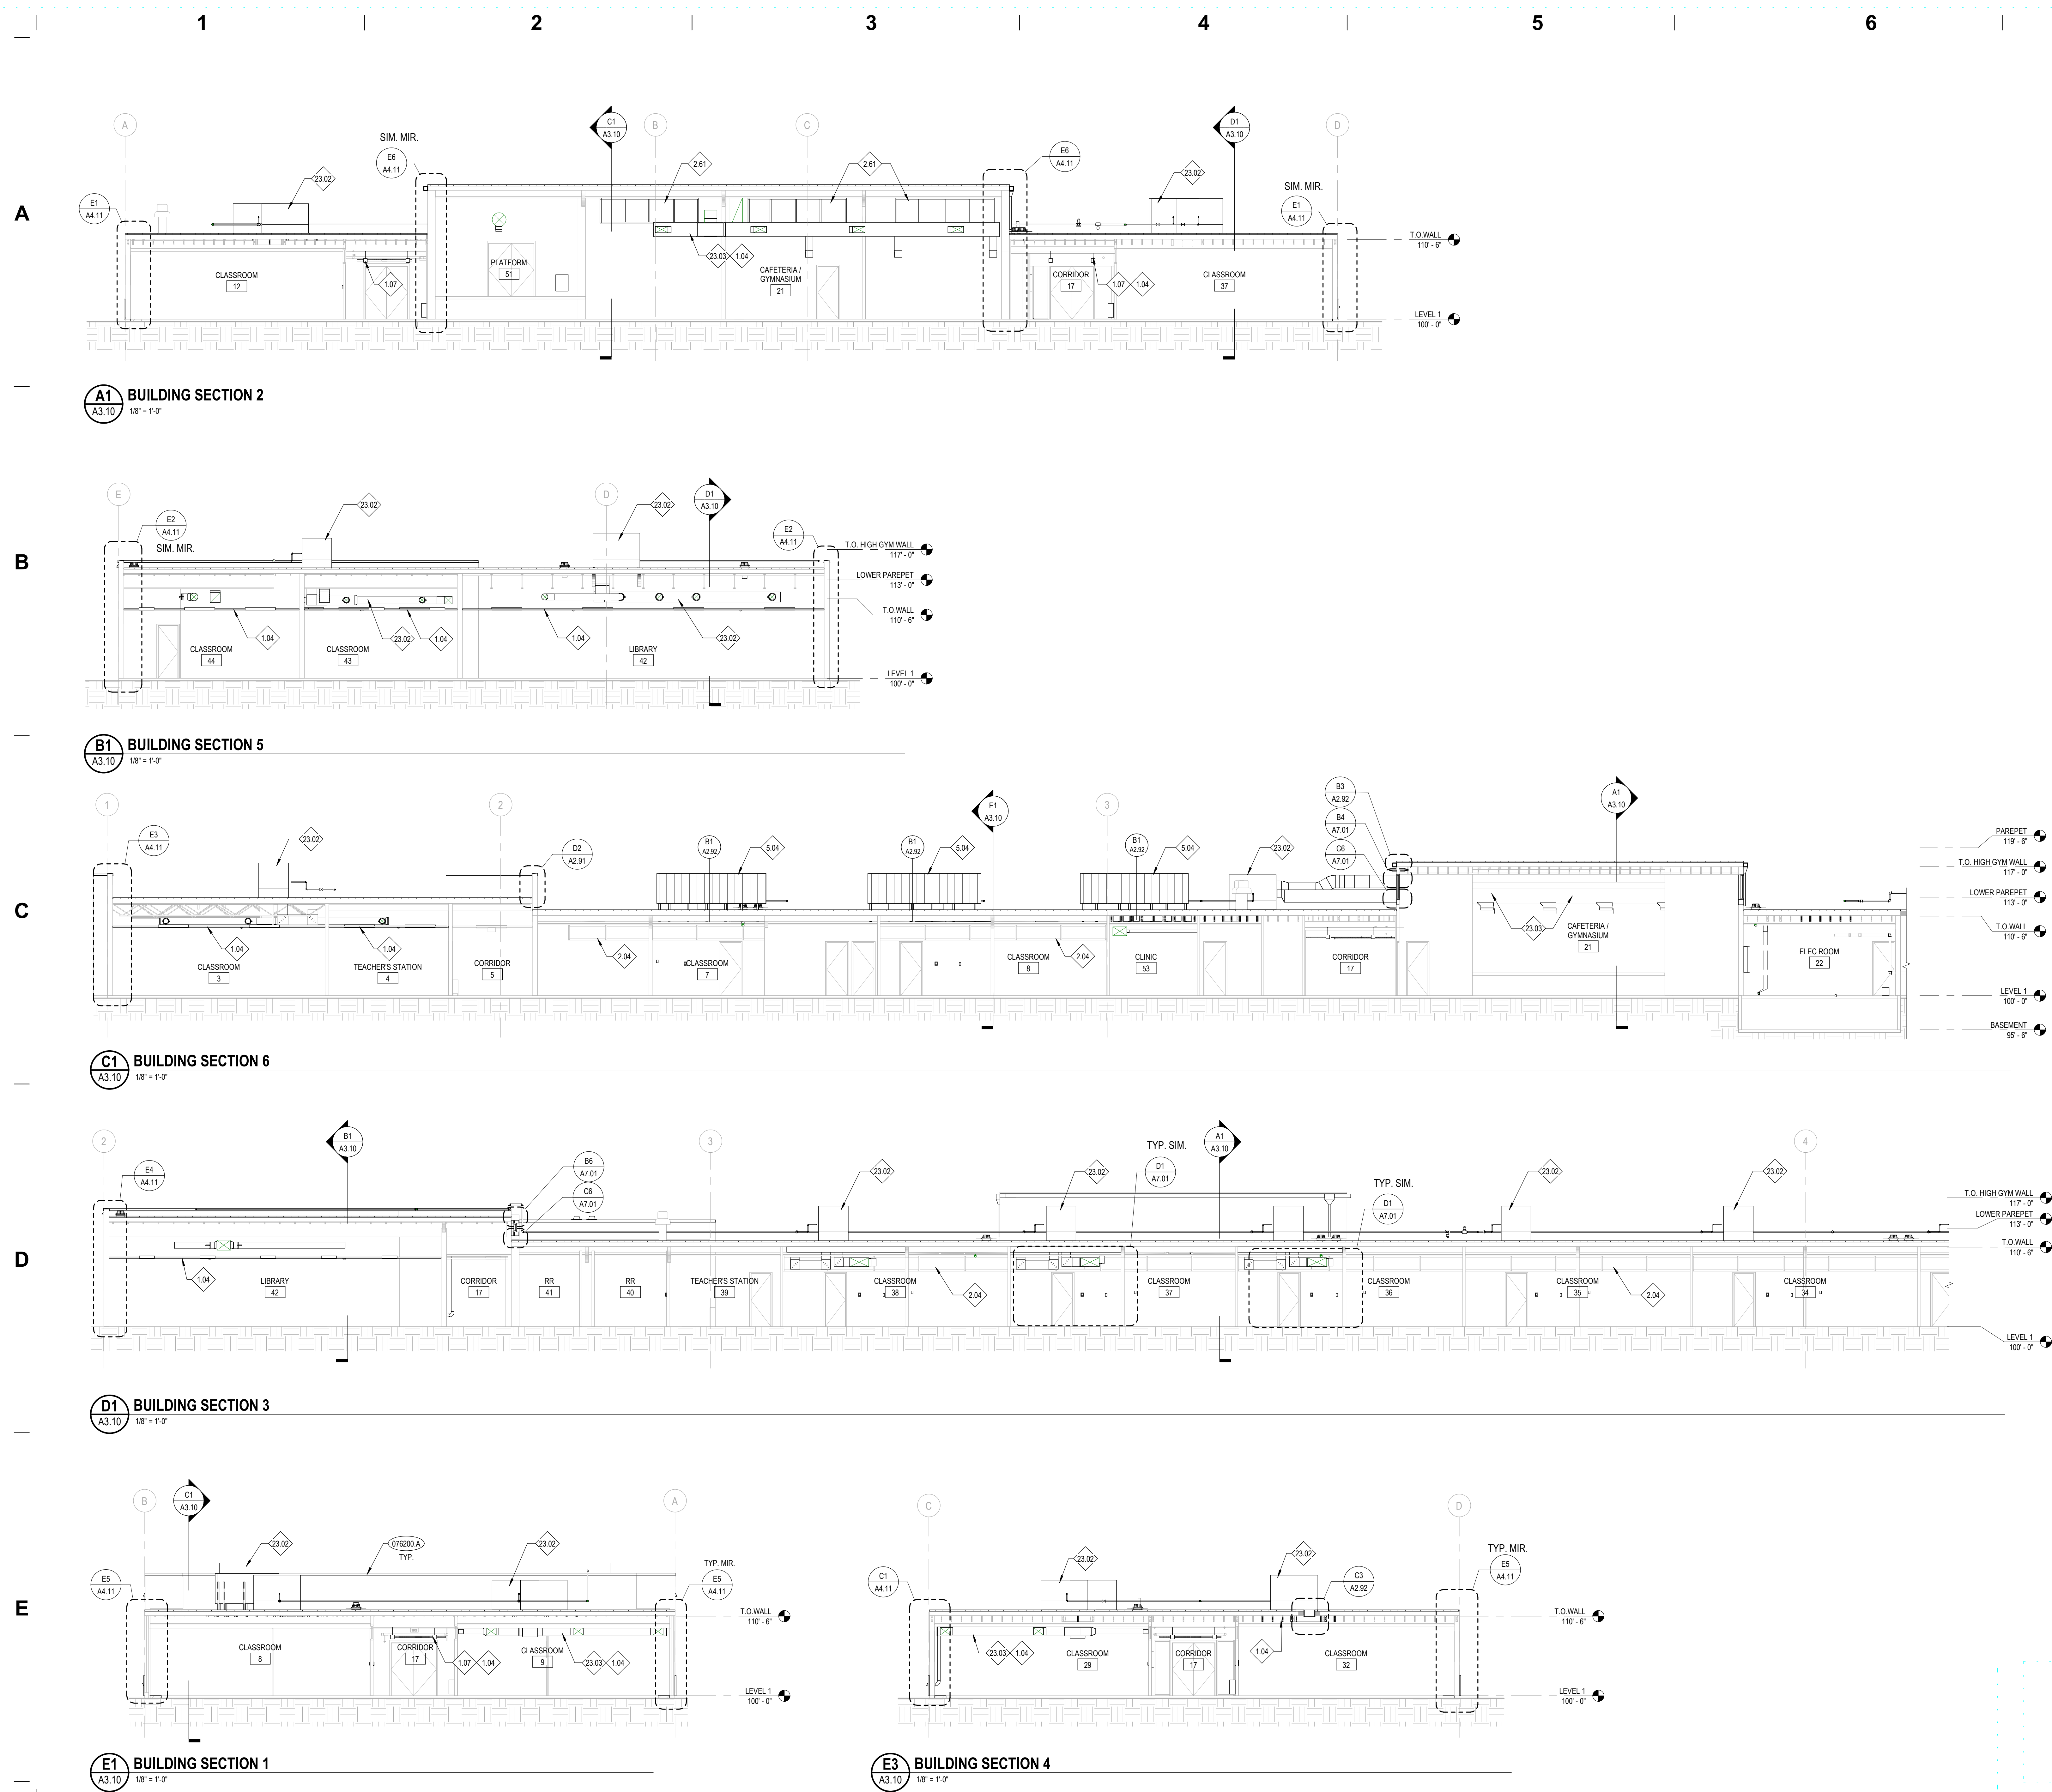 1 2 3 4 5 6
A
A B C D
SIM. MIR.
C1
A3.10
D1
A3.10
E6
A4.11
E6
A4.11
2.61
2.61
23.02
23.02
SIM. MIR.
E1
A4.11
E1
A4.11
T.O.WALL
110' - 6"
PLATFORM
51
23.03 1.04
CAFETERIA /
GYMNASIUM
21
CLASSROOM
12
1.07
CORRIDOR
17
1.07 1.04
CLASSROOM
37
LEVEL 1
100' - 0"
A1
A3.10
BUILDING SECTION 2
1/8" = 1'-0"
B
E D
D1
A3.10
23.02
23.02
E2
A4.11
SIM. MIR.
E2
A4.11
T.O. HIGH GYM WALL
117' - 0"
LOWER PAREPET
113' - 0"
T.O.WALL
110' - 6"
1.04
23.02
1.04
1.04
23.02
CLASSROOM
44
CLASSROOM
43
LIBRARY
42
LEVEL 1
100' - 0"
B1
A3.10
BUILDING SECTION 5
1/8" = 1'-0"
C
1 2 3
E1
A3.10
A1
A3.10
B3
A2.92
B4
A7.01
C6
A7.01
E3
A4.11
23.02
D2
A2.91
B1
A2.92
5.04
B1
A2.92
5.04
B1
A2.92
5.04
23.02
PAREPET
119' - 6"
T.O. HIGH GYM WALL
117' - 0"
LOWER PAREPET
113' - 0"
T.O.WALL
110' - 6"
1.04
1.04
2.04
2.04
23.03
CLASSROOM
3
TEACHER'S STATION
4
CORRIDOR
5
CLASSROOM
7
CLASSROOM
8
CLINIC
53
CORRIDOR
17
CAFETERIA /
GYMNASIUM
21
ELEC ROOM
22
LEVEL 1
100' - 0"
BASEMENT
95' - 6"
C1
A3.10
BUILDING SECTION 6
1/8" = 1'-0"
D
2 3 4
B1
A3.10
A1
A3.10
E4
A4.11
B6
A7.01
C6
A7.01
TYP. SIM.
D1
A7.01
TYP. SIM.
D1
A7.01
23.02
23.02
23.02
23.02
T.O. HIGH GYM WALL
117' - 0"
LOWER PAREPET
113' - 0"
T.O.WALL
110' - 6"
1.04
LIBRARY
42
CORRIDOR
17
RR
41
RR
40
TEACHER'S STATION
39
CLASSROOM
38
2.04
CLASSROOM
37
CLASSROOM
36
CLASSROOM
35
2.04
CLASSROOM
34
LEVEL 1
100' - 0"
D1
A3.10
BUILDING SECTION 3
1/8" = 1'-0"
E
B A
C1
A3.10
23.02
076200.A
TYP.
23.02
TYP. MIR.
E5
A4.11
E5
A4.11
T.O.WALL
110' - 6"
CLASSROOM
8
CORRIDOR
17
1.07 1.04
CLASSROOM
9
23.03 1.04
LEVEL 1
100' - 0"
E1
A3.10
BUILDING SECTION 1
1/8" = 1'-0"
C D
23.02
23.02
C1
A4.11
C3
A2.92
TYP. MIR.
E5
A4.11
T.O.WALL
110' - 6"
23.03 1.04
CLASSROOM
29
CORRIDOR
17
1.04
CLASSROOM
32
LEVEL 1
100' - 0"
E3
A3.10
BUILDING SECTION 4
1/8" = 1'-0"